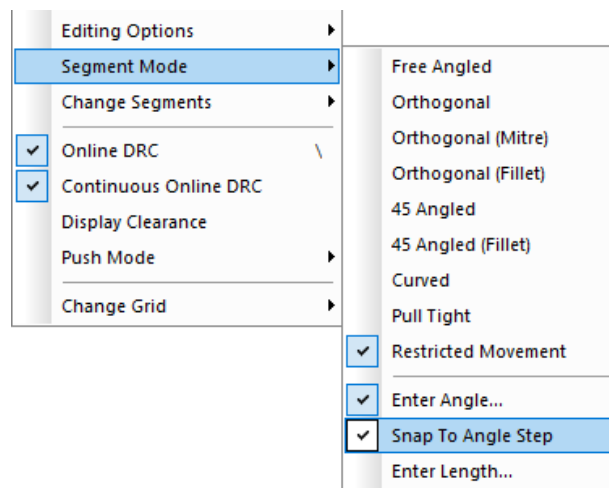 Editing Options
Segment Mode
Change Segments
Online DRC \
Continuous Online DRC
Display Clearance
Push Mode
Change Grid
Free Angled
Orthogonal
Orthogonal (Mitre)
Orthogonal (Fillet)
45 Angled
45 Angled (Fillet)
Curved
Pull Tight
Restricted Movement
Enter Angle...
Snap To Angle Step
Enter Length...